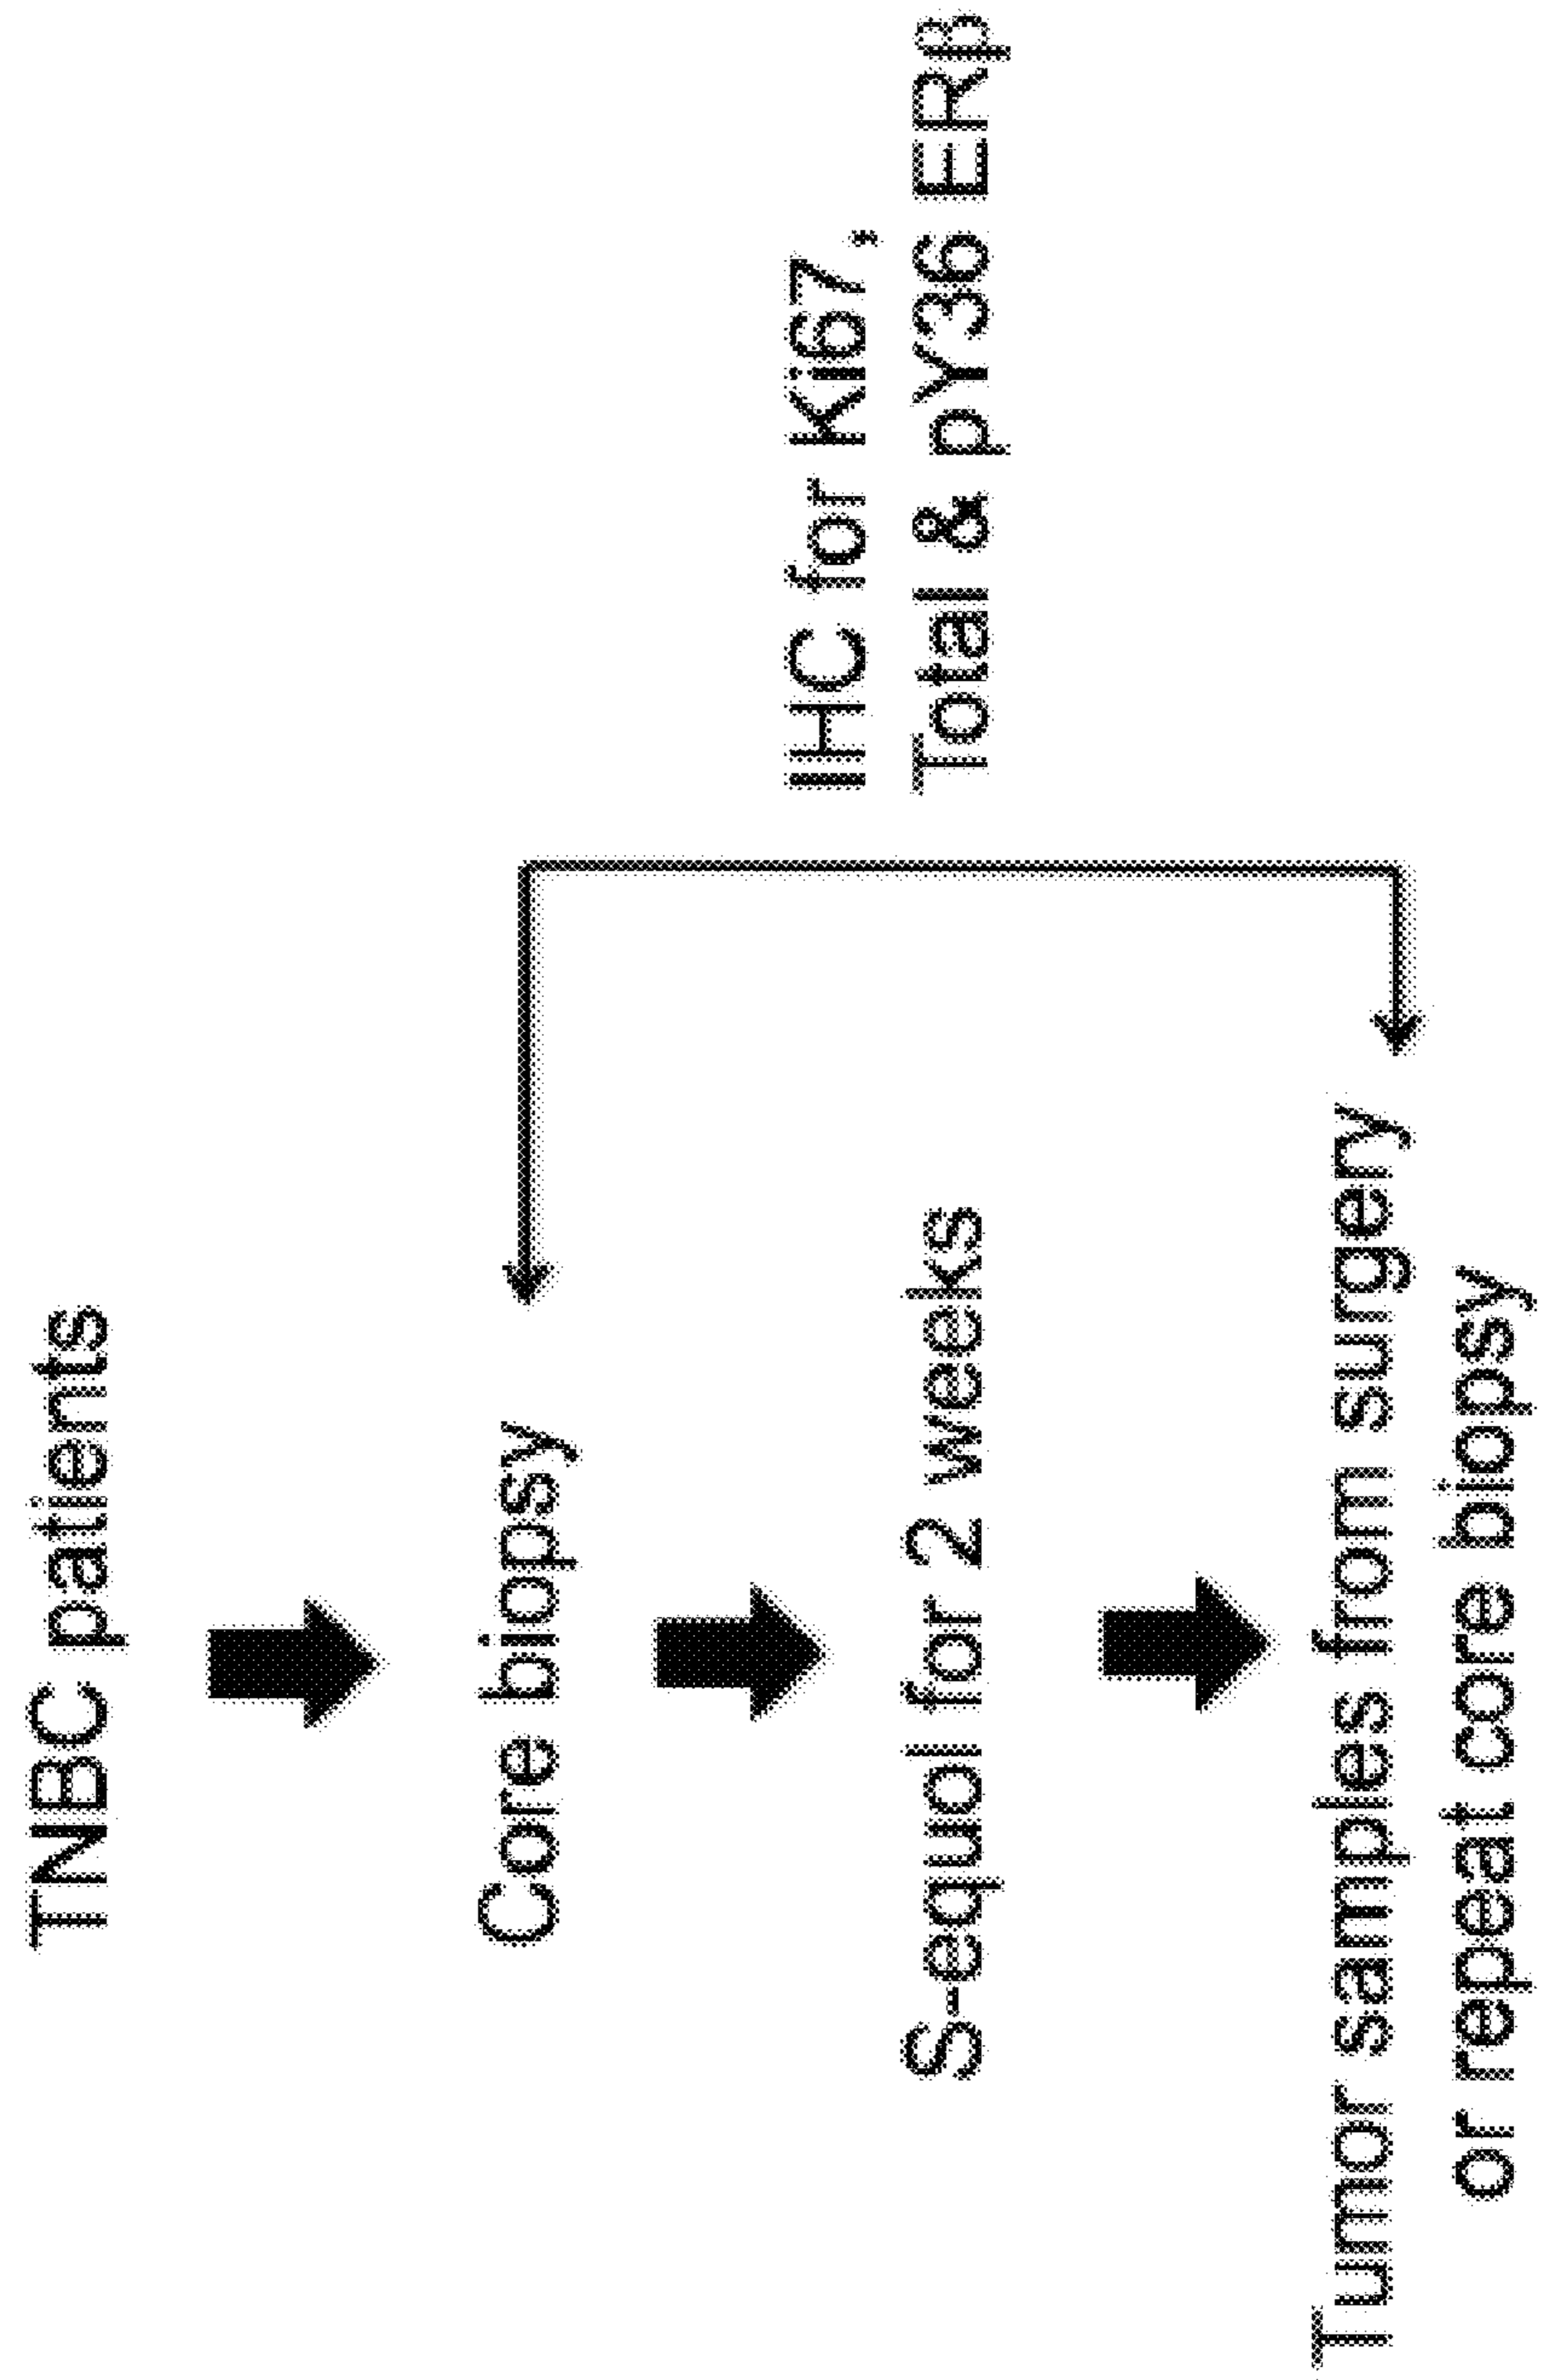 TNBC patients
Core biopsy
IHC for Ki67,
Total & pY36 ERβ
S-equol for 2 weeks
Tumor samples from surgery
or repeat core biopsy